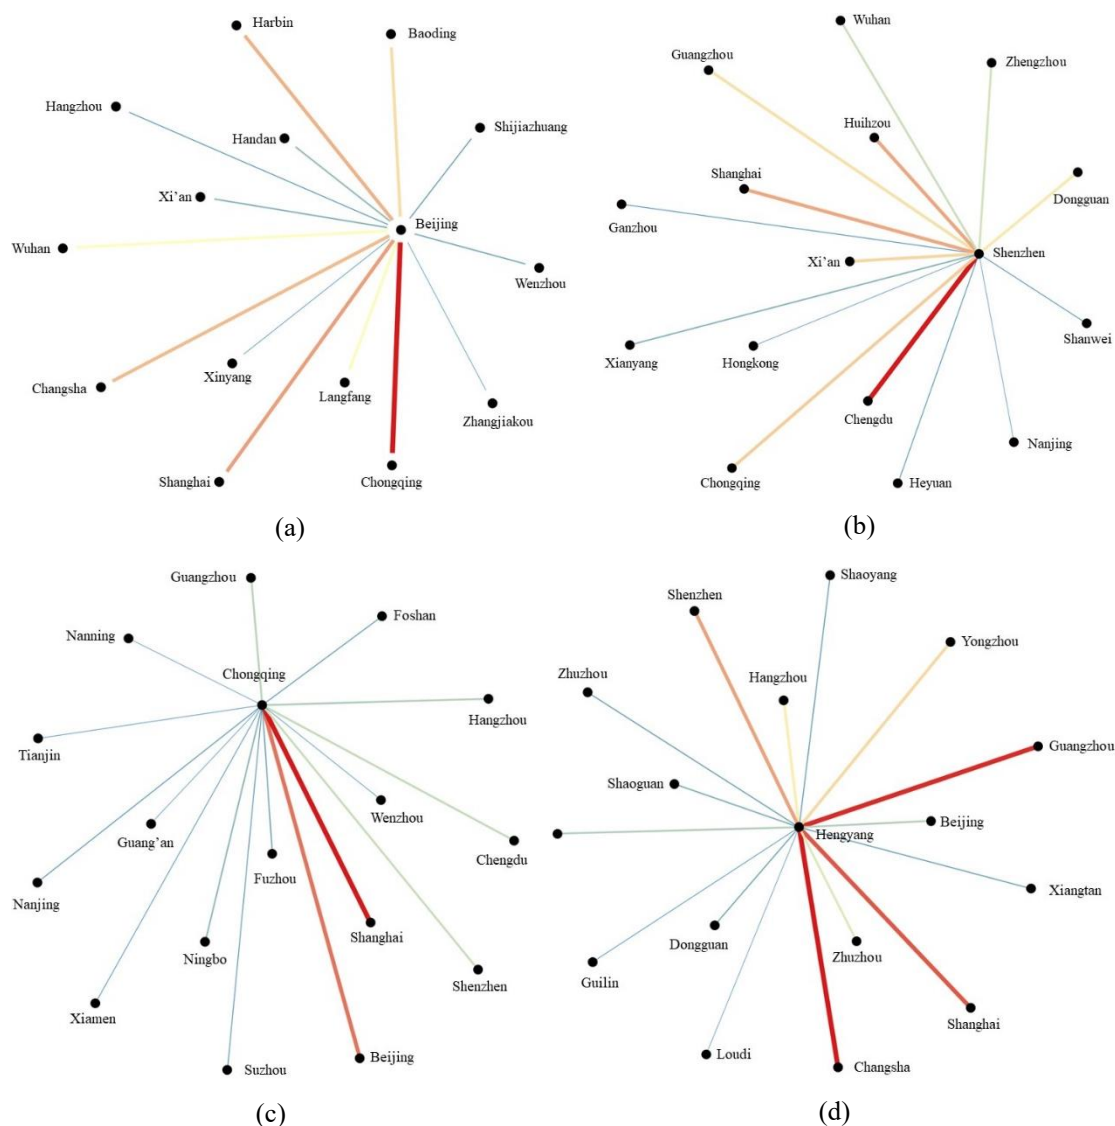 Harbin
Baoding
Hangzhou
Handan
Shijiazhuang
Xi’an
Beijing
Wuhan
Wenzhou
Xinyang
Changsha
Langfang
Zhangjiakou
Shanghai
Chongqing
(a)
Wuhan
Guangzhou
Zhengzhou
Huihzou
Shanghai
Dongguan
Ganzhou
Shenzhen
Xi’an
Shanwei
Xianyang
Hongkong
Chengdu
Nanjing
Chongqing
Heyuan
(b)
Guangzhou
Foshan
Nanning
Chongqing
Hangzhou
Tianjin
Wenzhou
Guang’an
Chengdu
Fuzhou
Nanjing
Shanghai
Ningbo
Shenzhen
Xiamen
Beijing
Suzhou
(c)
Shaoyang
Shenzhen
Yongzhou
Zhuzhou
Hangzhou
Guangzhou
Shaoguan
Beijing
Hengyang
Xiangtan
Dongguan
Zhuzhou
Guilin
Shanghai
Loudi
Changsha
(d)